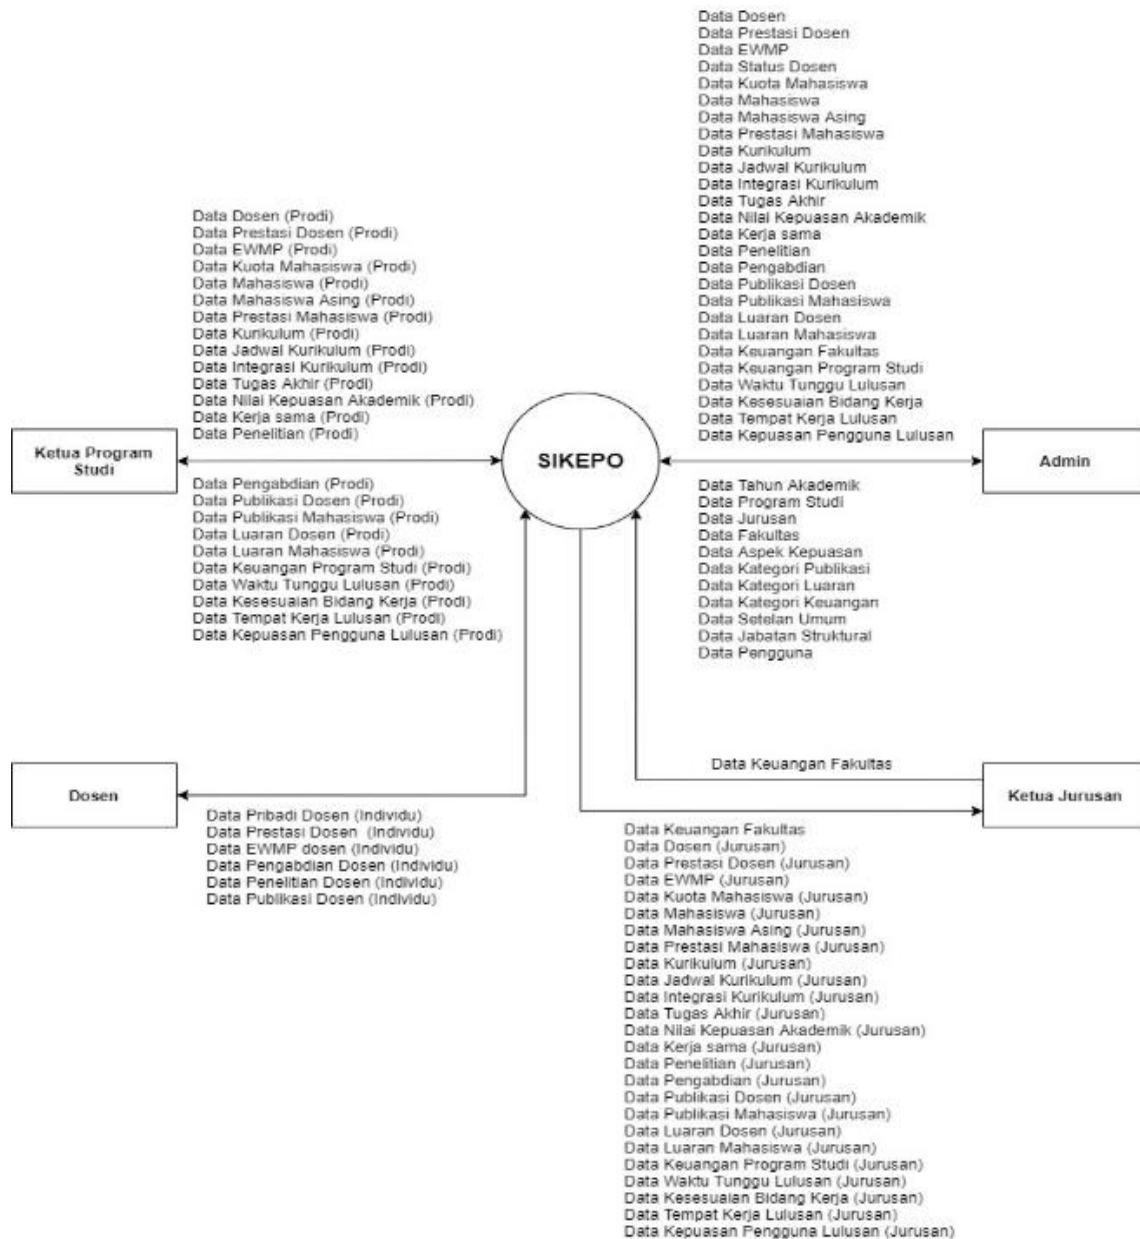 Data Dosen
Data Prestasi Dosen
Data EWMP
Data Status Dosen
Data Kuota Mahasiswa
Data Mahasiswa
Data Mahasiswa Asing
Data Prestasi Mahasiswa
Data Kurikulum
Data Jadwal Kurikulum
Data Integrasi Kurikulum
Data Tugas Akhir
Data Nilai Kepuasan Akademik
Data Kerja sama
Data Penelitian
Data Pengabdian
Data Publikasi Dosen
Data Publikasi Mahasiswa
Data Luaran Dosen
Data Luaran Mahasiswa
Data Keuangan Fakultas
Data Keuangan Program Studi
Data Waktu Tunggu Lulusan
Data Kesesuaian Bidang Kerja
Data Tempat Kerja Lulusan
Data Kepuasan Pengguna Lulusan
Data Dosen (Prodi)
Data Prestasi Dosen (Prodi)
Data EWMP (Prodi)
Data Kuota Mahasiswa (Prodi)
Data Mahasiswa (Prodi)
Data Mahasiswa Asing (Prodi)
Data Prestasi Mahasiswa (Prodi)
Data Kurikulum (Prodi)
Data Jadwal Kurikulum (Prodi)
Data Integrasi Kurikulum (Prodi)
Data Tugas Akhir (Prodi)
Data Nilai Kepuasan Akademik (Prodi)
Data Kerja sama (Prodi)
Data Penelitian (Prodi)
Ketua Program
Studi
SIKEPO
Admin
Data Pengabdian (Prodi)
Data Publikasi Dosen (Prodi)
Data Publikasi Mahasiswa (Prodi)
Data Luaran Dosen (Prodi)
Data Luaran Mahasiswa (Prodi)
Data Keuangan Program Studi (Prodi)
Data Waktu Tunggu Lulusan (Prodi)
Data Kesesuaian Bidang Kerja (Prodi)
Data Tempat Kerja Lulusan (Prodi)
Data Kepuasan Pengguna Lulusan (Prodi)
Data Tahun Akademik
Data Program Studi
Data Jurusan
Data Fakultas
Data Aspek Kepuasan
Data Kategori Publikasi
Data Kategori Luaran
Data Kategori Keuangan
Data Setelan Umum
Data Jabatan Struktural
Data Pengguna
Dosen
Data Pribadi Dosen (Individu)
Data Prestasi Dosen (Individu)
Data EWMP dosen (Individu)
Data Pengabdian Dosen (Individu)
Data Penelitian Dosen (Individu)
Data Publikasi Dosen (Individu)
Data Keuangan Fakultas
Ketua Jurusan
Data Keuangan Fakultas
Data Dosen (Jurusan)
Data Prestasi Dosen (Jurusan)
Data EWMP (Jurusan)
Data Kuota Mahasiswa (Jurusan)
Data Mahasiswa (Jurusan)
Data Mahasiswa Asing (Jurusan)
Data Prestasi Mahasiswa (Jurusan)
Data Kurikulum (Jurusan)
Data Jadwal Kurikulum (Jurusan)
Data Integrasi Kurikulum (Jurusan)
Data Tugas Akhir (Jurusan)
Data Nilai Kepuasan Akademik (Jurusan)
Data Kerja sama (Jurusan)
Data Penelitian (Jurusan)
Data Pengabdian (Jurusan)
Data Publikasi Dosen (Jurusan)
Data Publikasi Mahasiswa (Jurusan)
Data Luaran Dosen (Jurusan)
Data Luaran Mahasiswa (Jurusan)
Data Keuangan Program Studi (Jurusan)
Data Waktu Tunggu Lulusan (Jurusan)
Data Kesesuaian Bidang Kerja (Jurusan)
Data Tempat Kerja Lulusan (Jurusan)
Data Kepuasan Pengguna Lulusan (Jurusan)